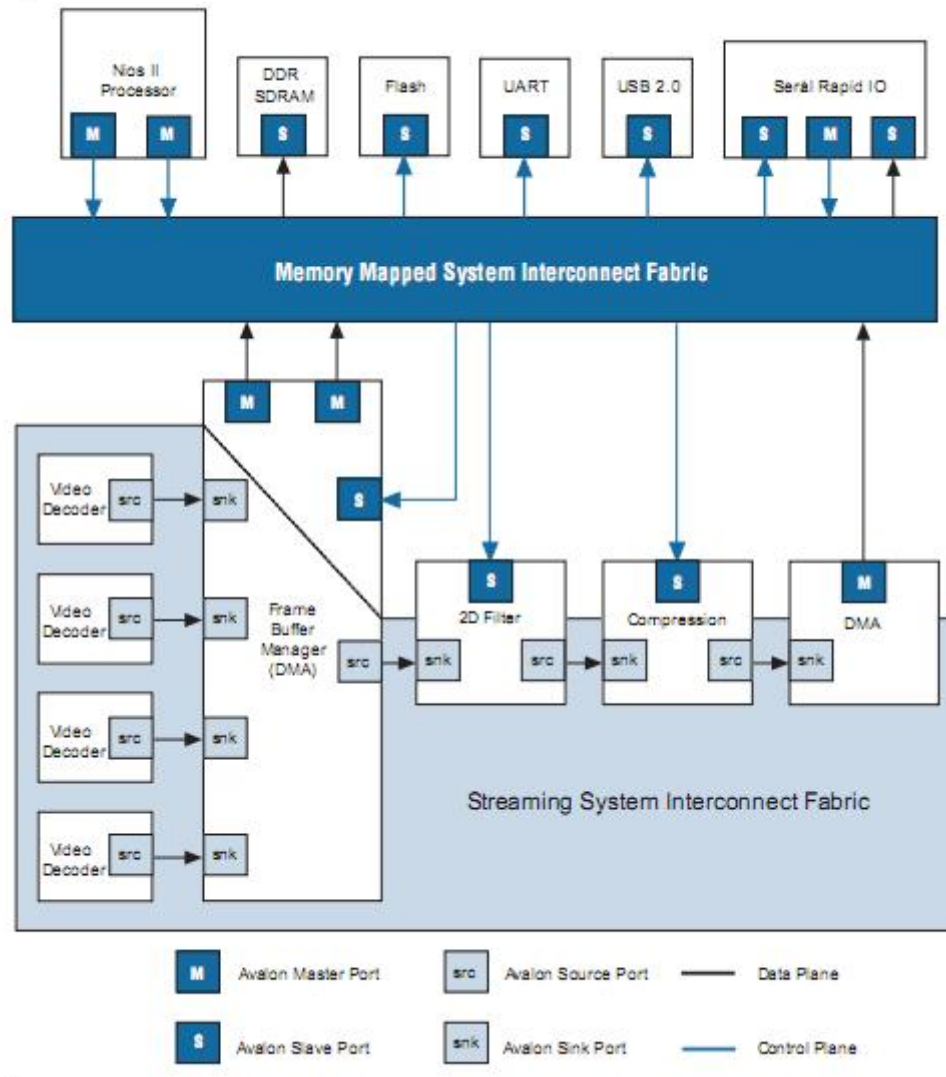 Nios II
Processor
M
M
DDR
SDRAM
S
Flash
S
UART
S
USB 2.0
S
Seral Rapid IO
S
M
S
Memory Mapped System Interconnect Fabric
M
M
S
Video
Decoder
src
snk
Video
Decoder
src
snk
Video
Decoder
src
snk
Video
Decoder
src
snk
Frame
Buffer
Manager
(DMA)
src
S
2D Filter
snk
src
S
Compression
snk
src
M
DMA
snk
Streaming System Interconnect Fabric
M Avalon Master Port
src Avalon Source Port
Data Plane
S Avalon Slave Port
snk Avalon Sink Port
Control Plane